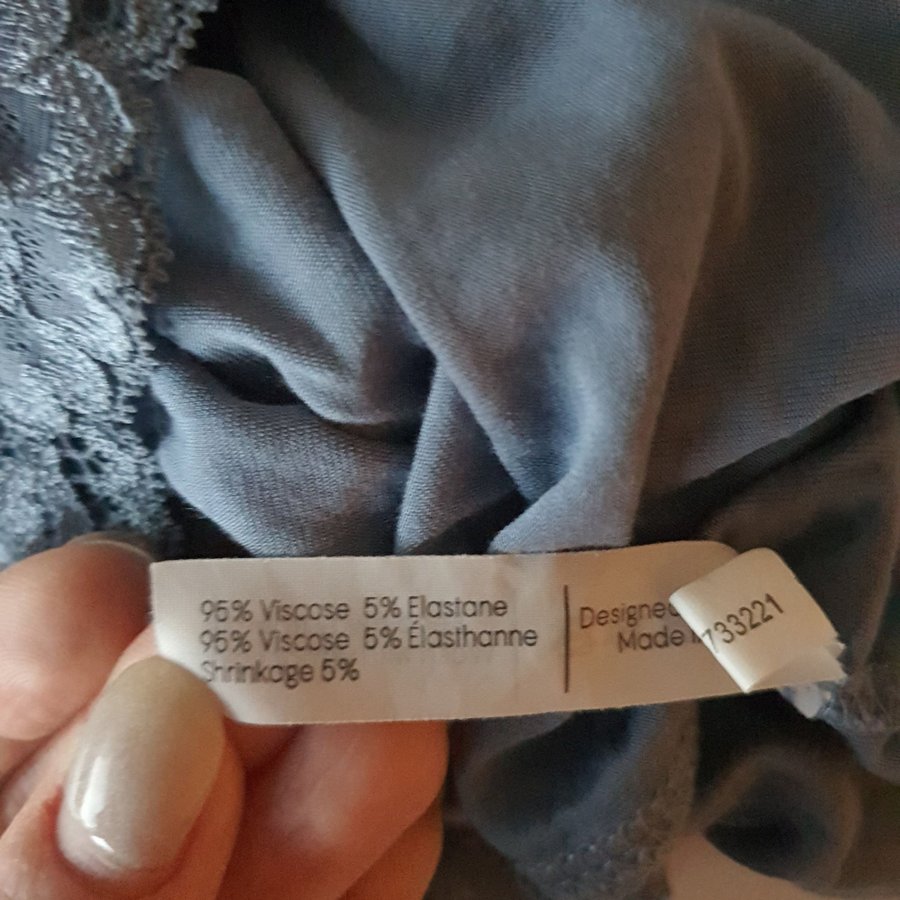 95% Viscose 5% Elastane
95% Viscose 5% Élasthanne
Shrinkage 5%
Designed
Made
733221